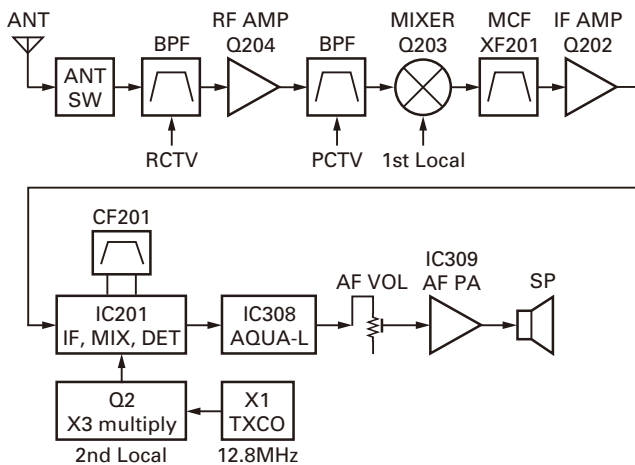 ANT
ANT
SW
BPF
RCTV
RF AMP
Q204
BPF
PCTV
MIXER
Q203
1st Local
MCF
XF201
IF AMP
Q202
CF201
IC201
IF, MIX, DET
IC308
AQUA-L
AF VOL
IC309
AF PA
SP
Q2
X3 multiply
2nd Local
X1
TXCO
12.8MHz